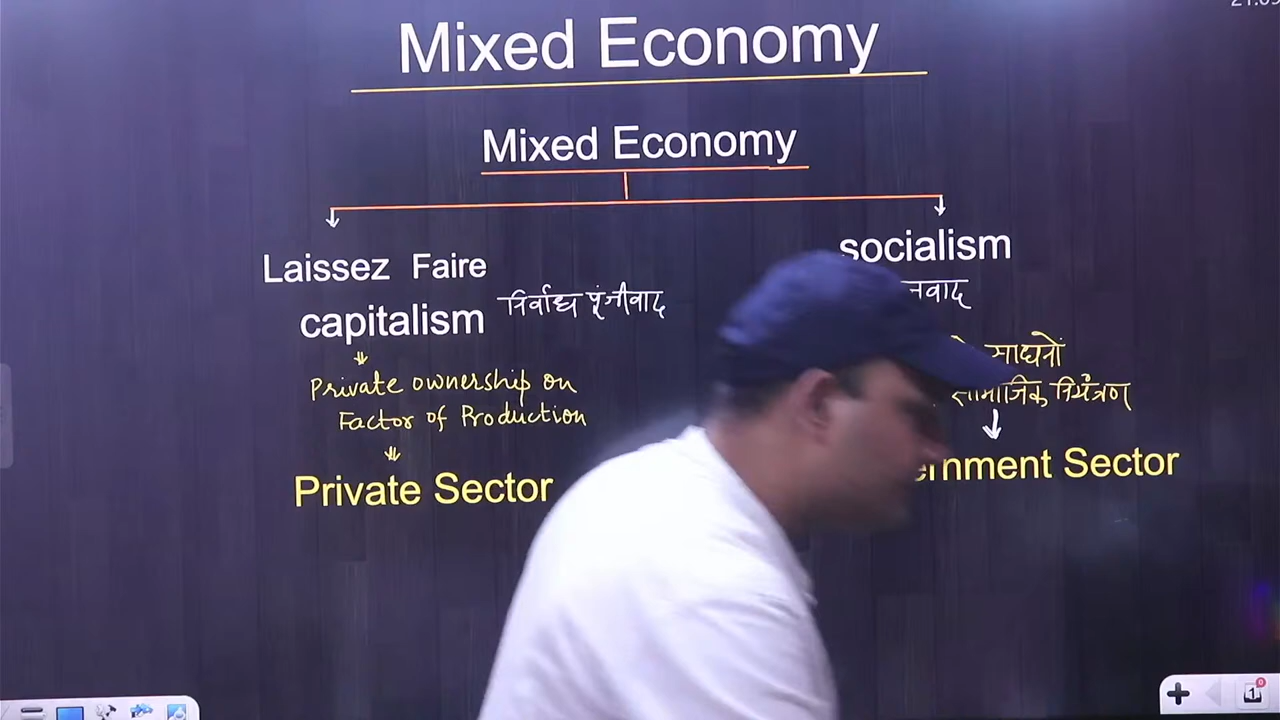 Mixed Economy
Mixed Economy
Laissez Faire
capitalism
निर्वाध पूंजीवाद
Private ownership on
Factor of Production
Private Sector
socialism
साधनों
नियंत्रण
Sector